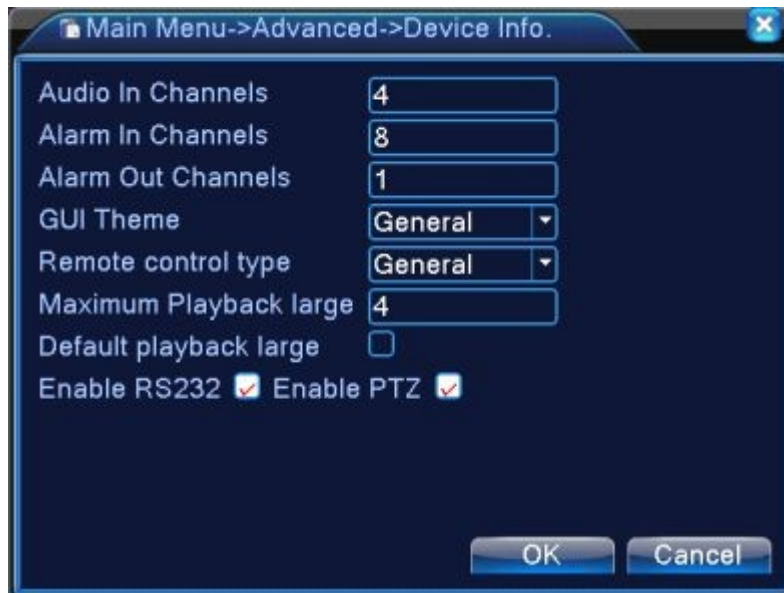 Main Menu->Advanced->Device Info.
Audio In Channels 4
Alarm In Channels 8
Alarm Out Channels 1
GUI Theme General
Remote control type General
Maximum Playback large 4
Default playback large
Enable RS232 Enable PTZ
OK Cancel